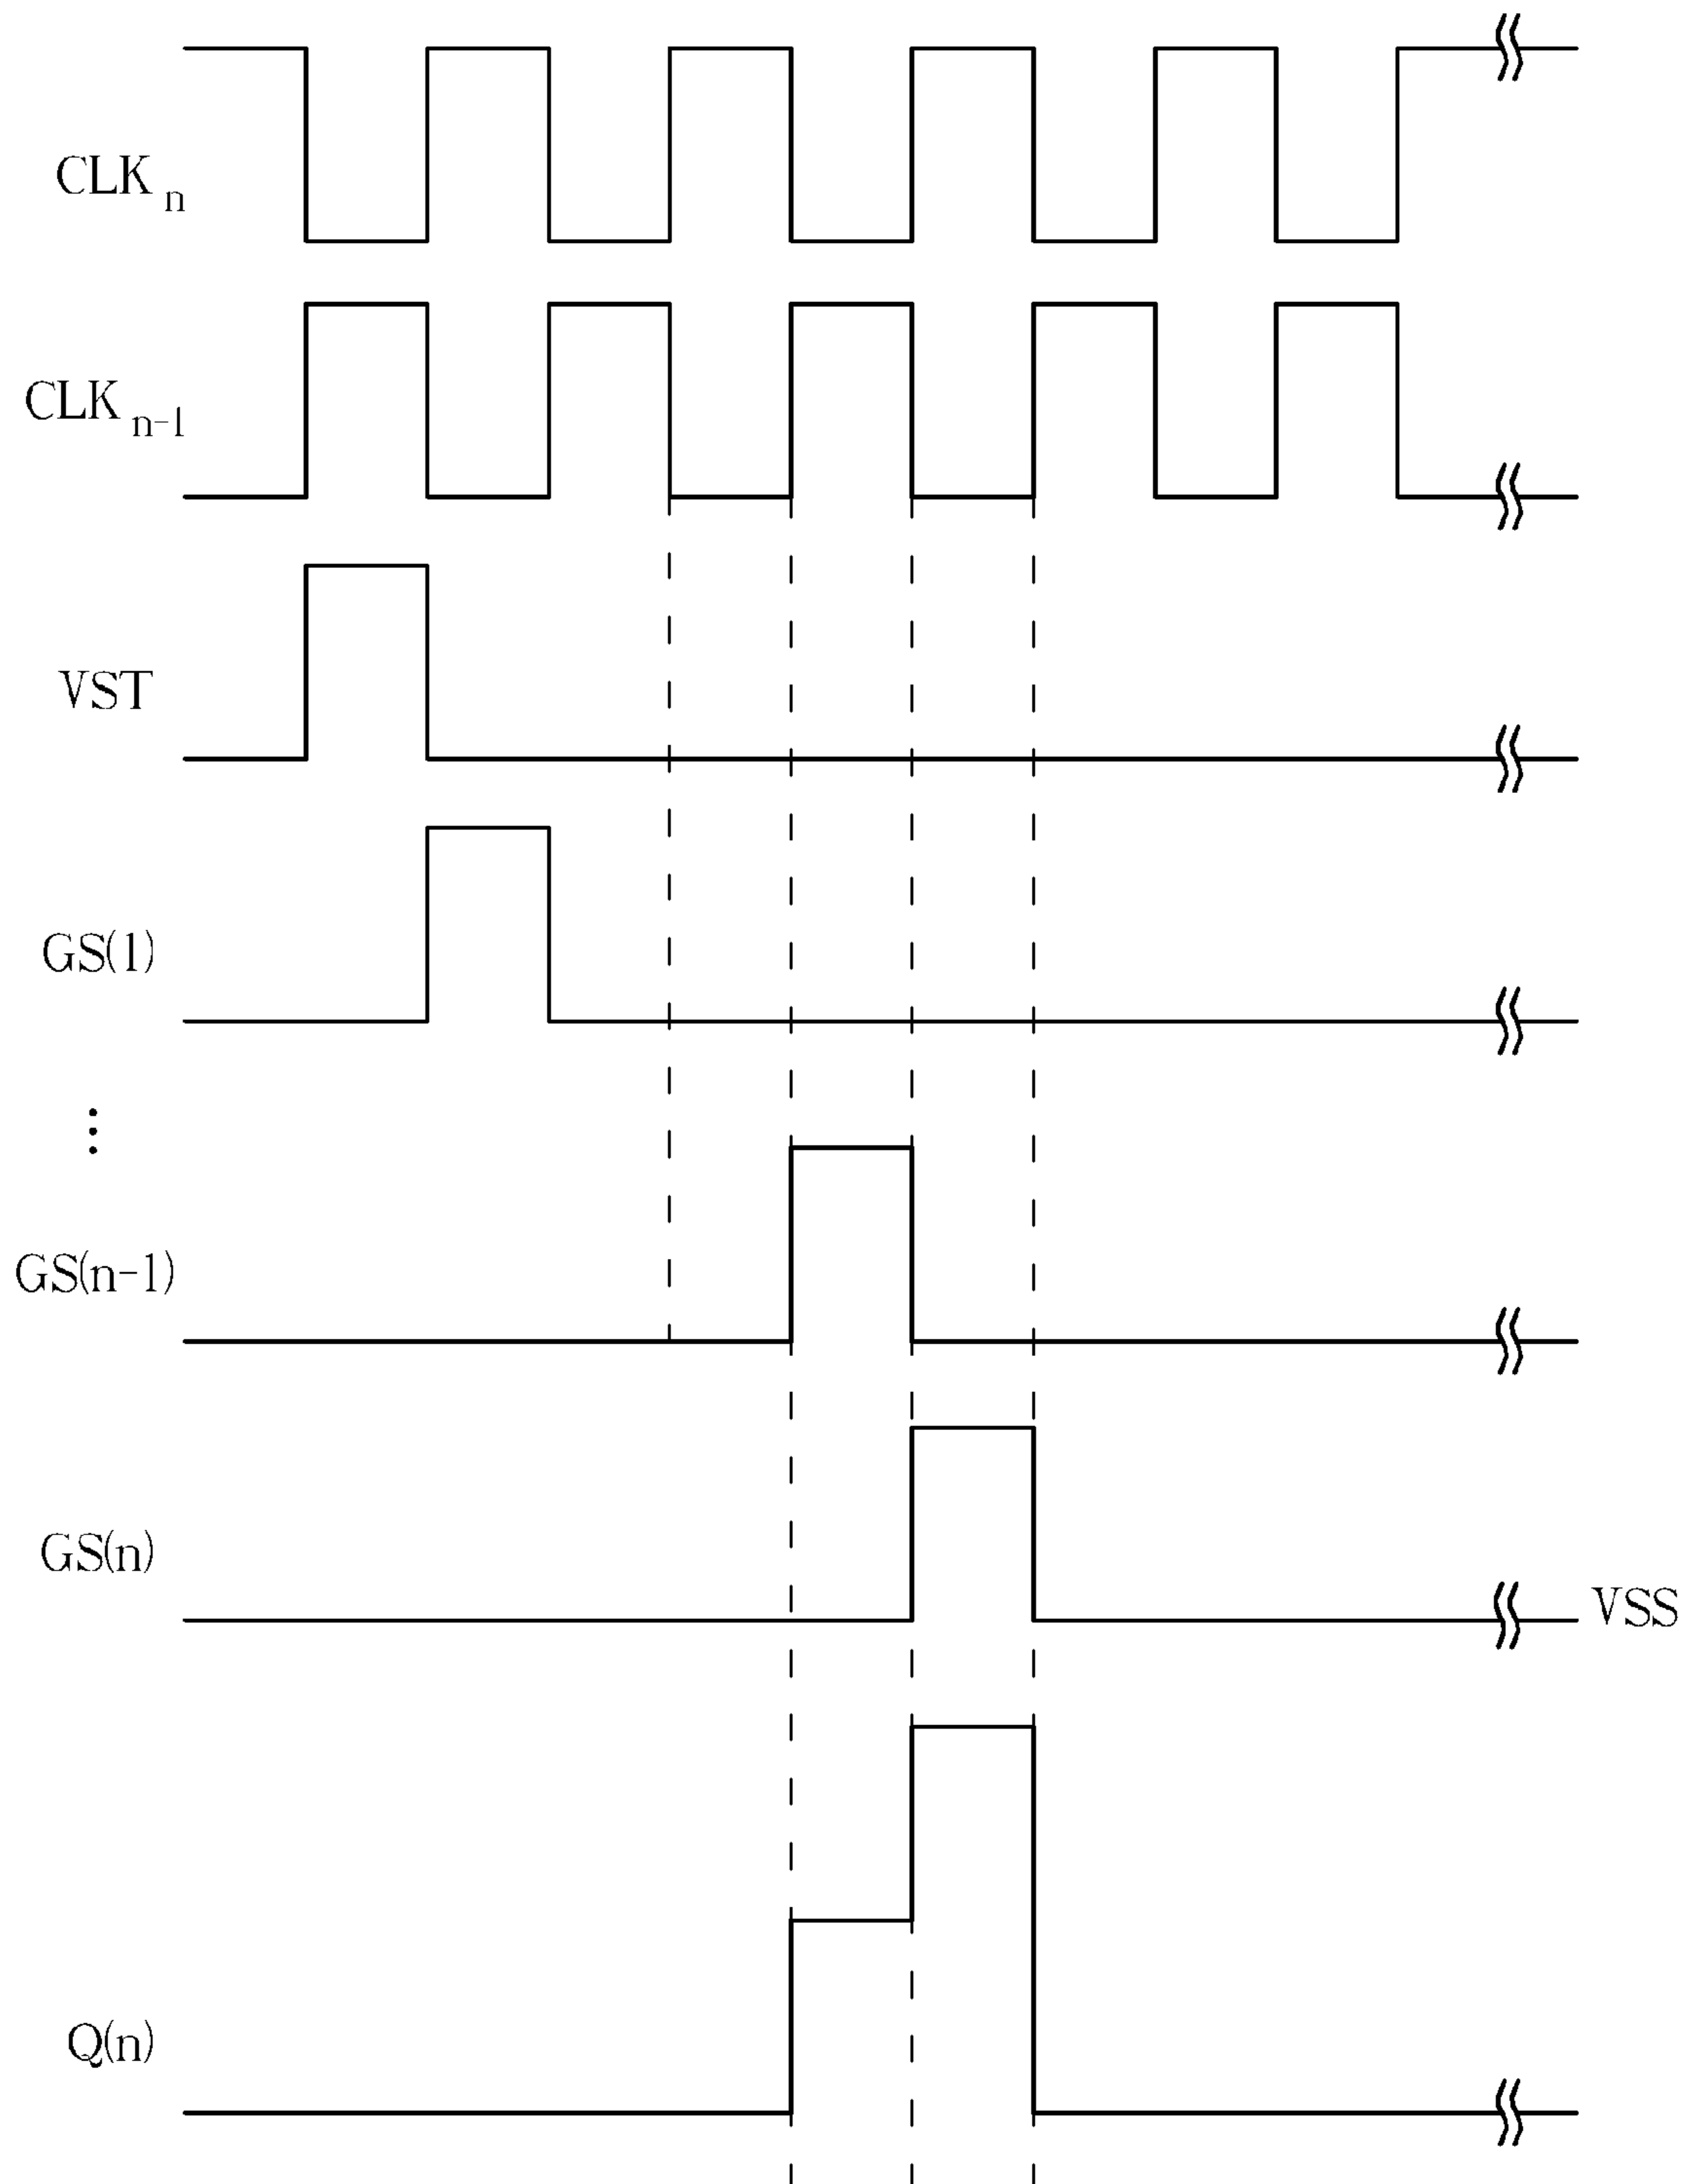 CLKn
CLKn-1
VST
GS(1)
⋮
GS(n-1)
GS(n)
VSS
Q(n)